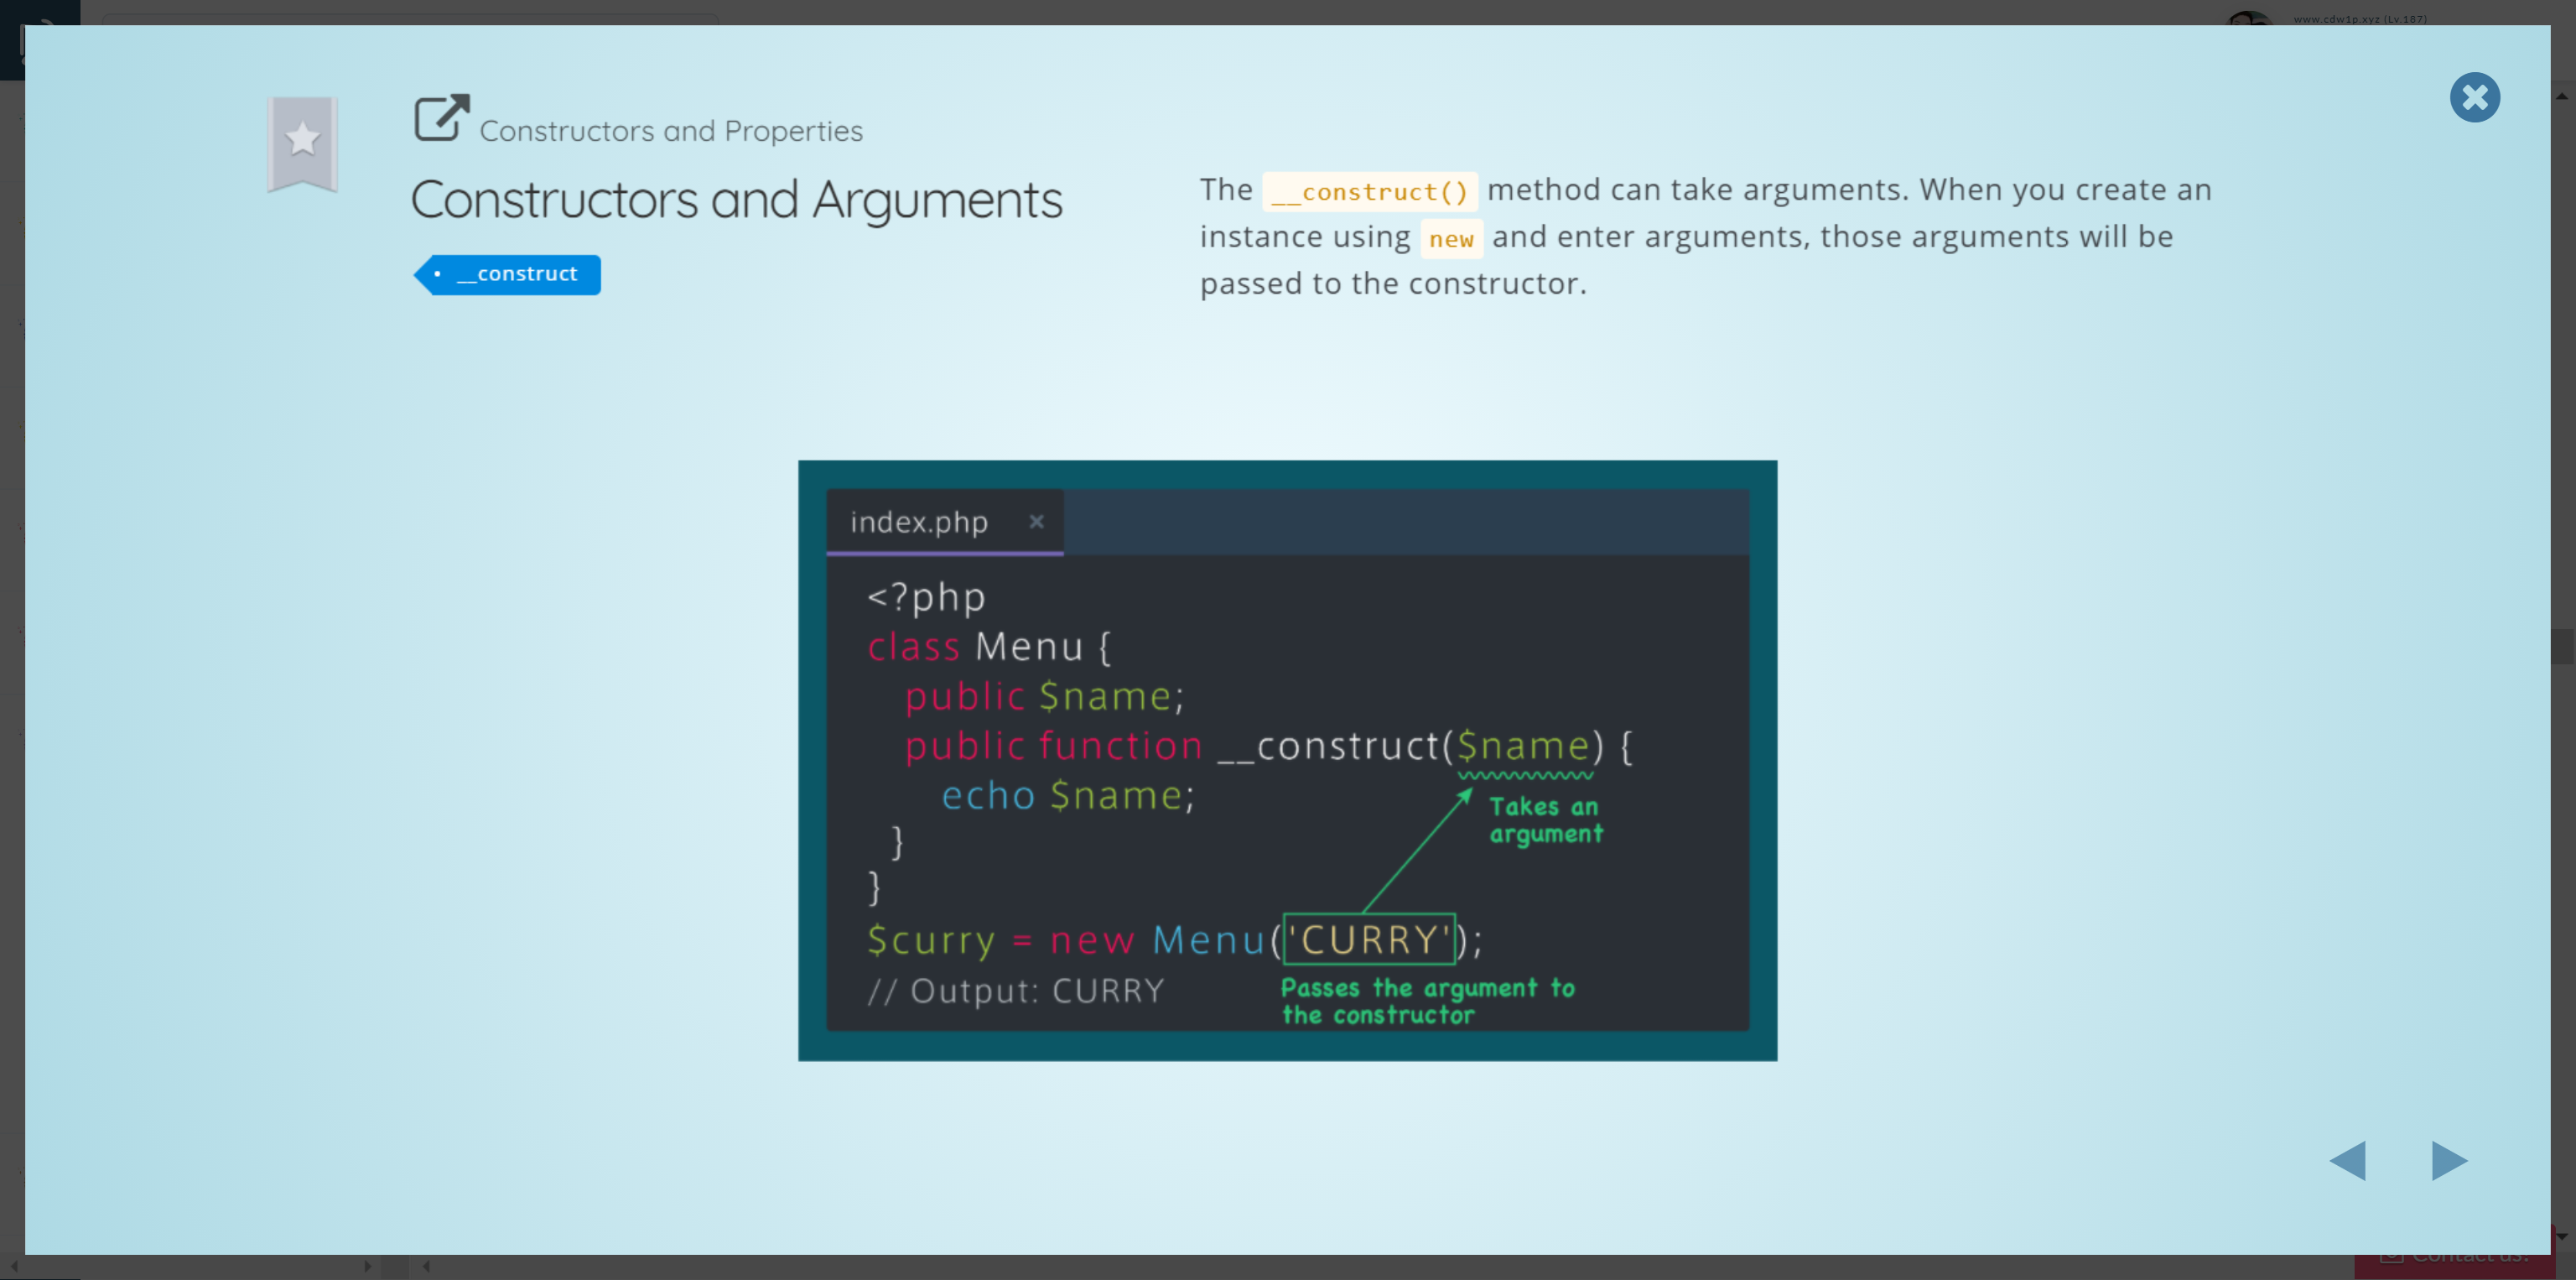 www.cdw1p.xyz (Lv.187)
Constructors and Properties
Constructors and Arguments
• __construct
The __construct() method can take arguments. When you create an
instance using new and enter arguments, those arguments will be
passed to the constructor.
index.php ×
<?php
class Menu {
public $name;
public function __construct($name) {
echo $name;
Takes an
argument
}
}
$curry = new Menu('CURRY');
// Output: CURRY
Passes the argument to
the constructor
Contact us!